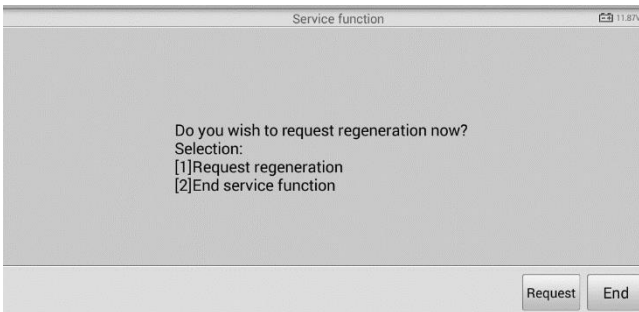 Service function
11.87V
Do you wish to request regeneration now?
Selection:
[1]Request regeneration
[2]End service function
Request
End